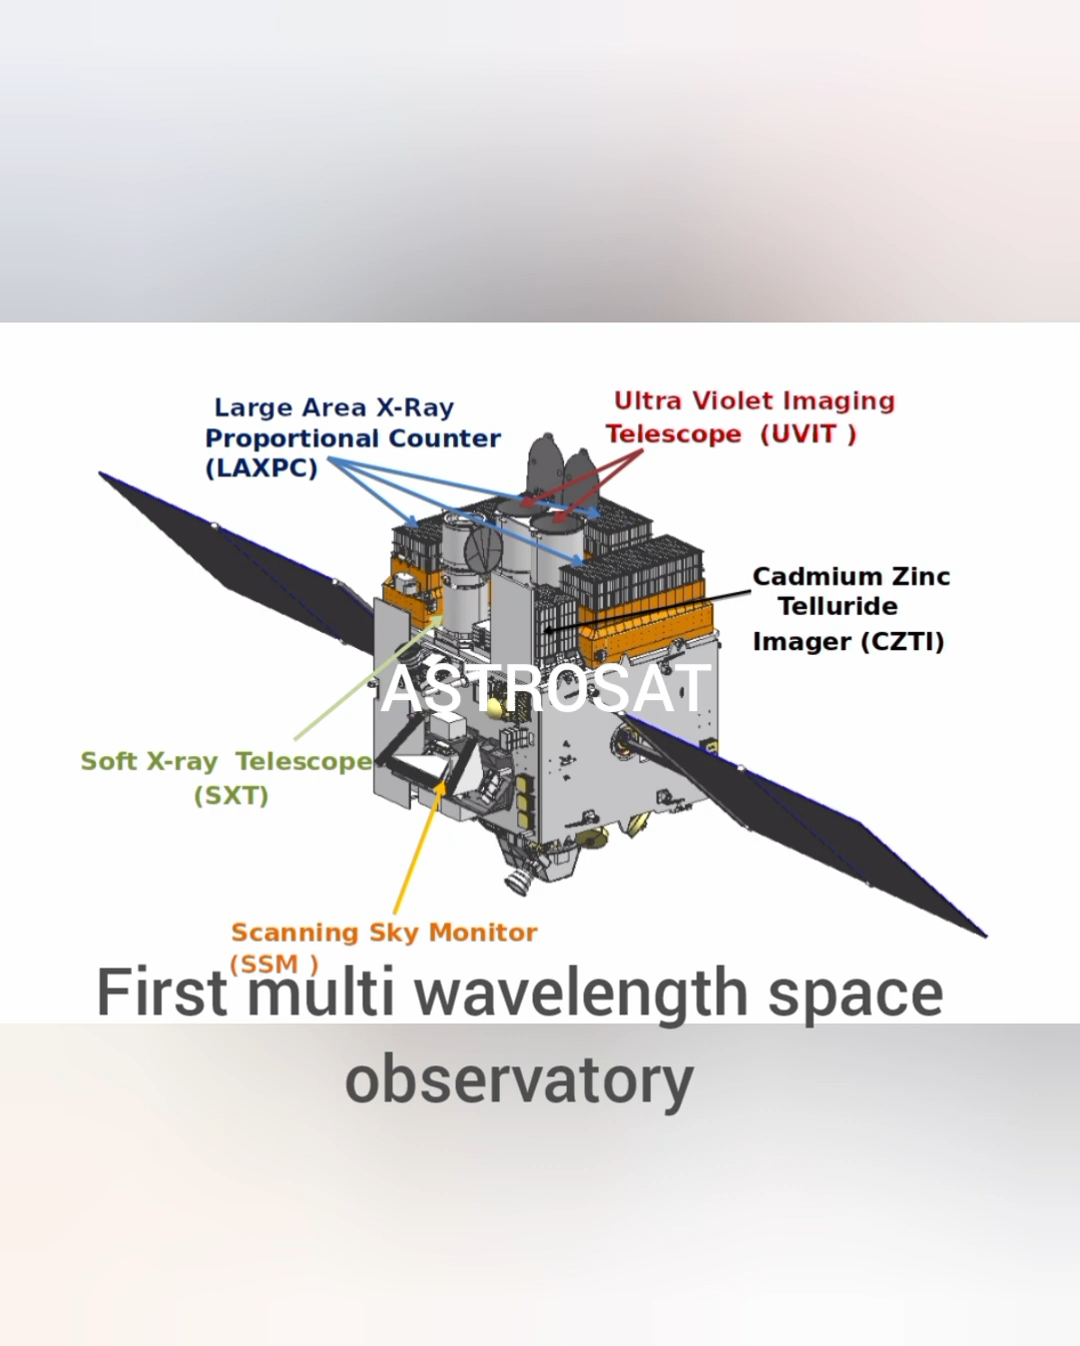 Large Area X-Ray
Proportional Counter
(LAXPC)
Ultra Violet Imaging
Telescope (UVIT )
Cadmium Zinc
Telluride
Imager (CZTI)
ASTROSAT
Soft X-ray Telescope
(SXT)
Scanning Sky Monitor
(SSM )
First multi wavelength space
observatory